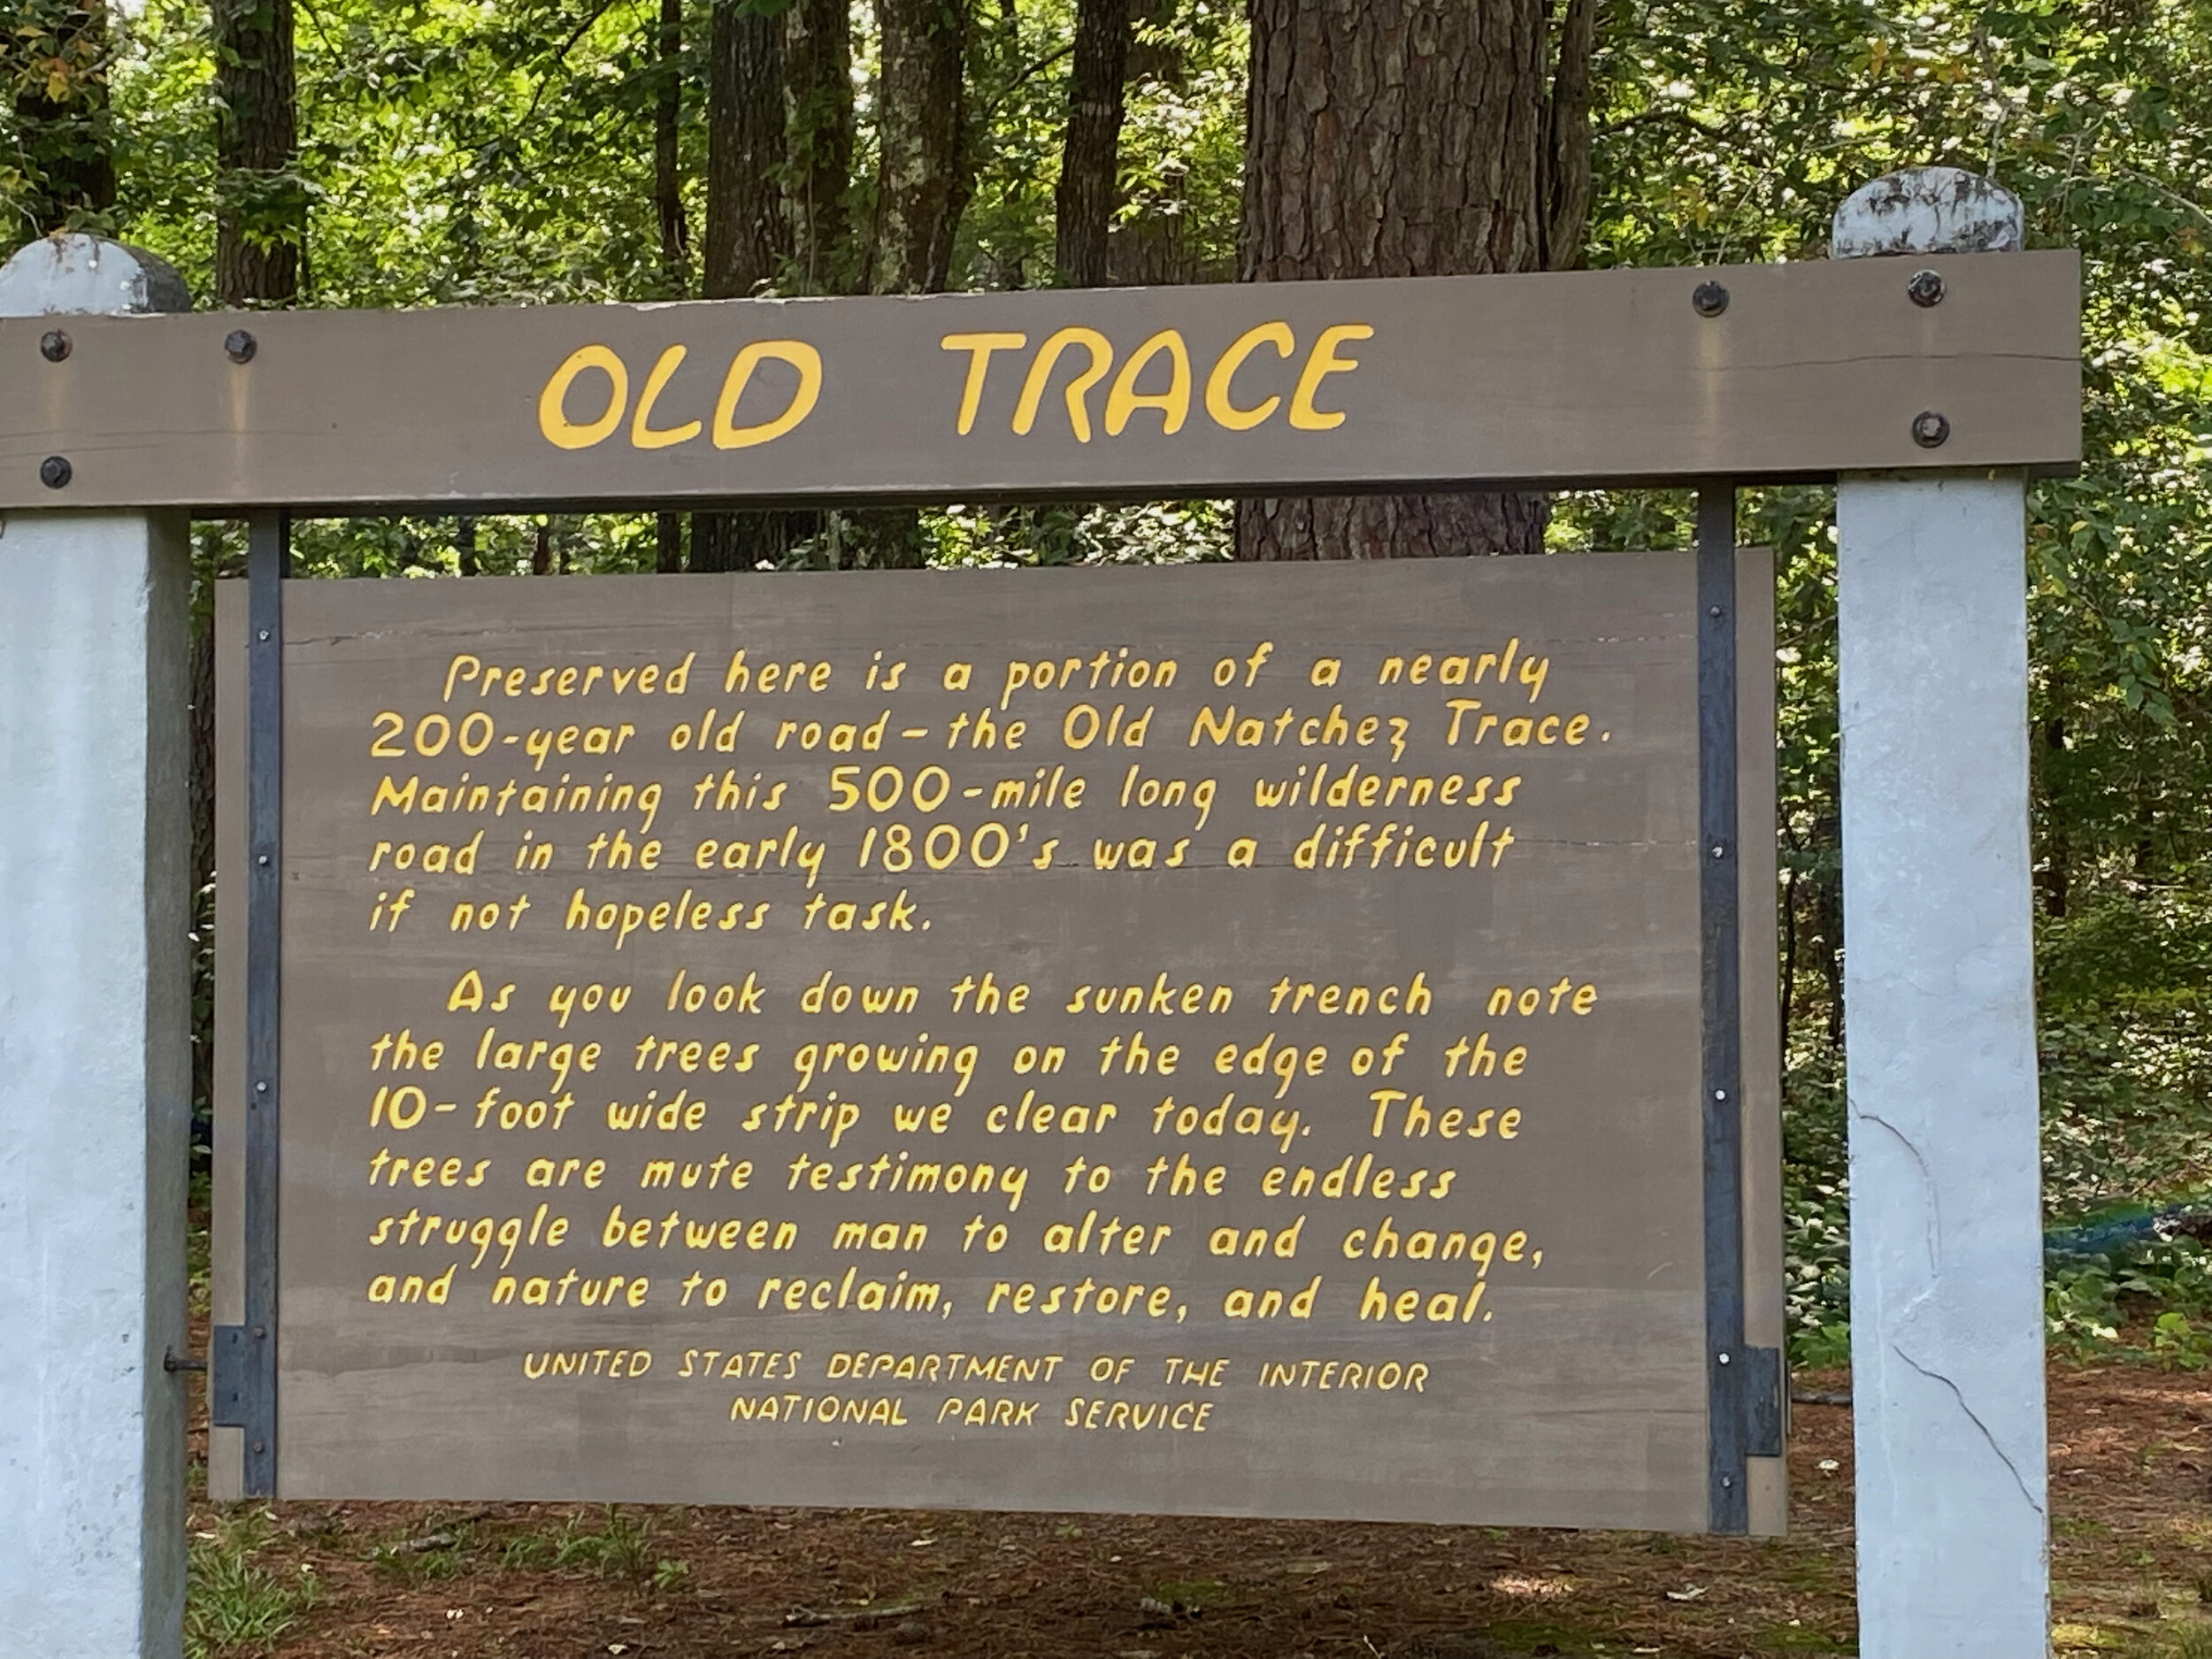 OLD TRACE
Preserved here is a portion of a nearly
200-year old road-the Old Natchez Trace.
Maintaining this 500-mile long wilderness
road in the early 1800's was a difficult
if not hopeless task.
As you look down the sunken trench note
the large trees growing on the edge of the
10-foot wide strip we clear today. These
trees are mute testimony to the endless
struggle between man to alter and change,
and nature to reclaim, restore, and heal.
UNITED STATES DEPARTMENT OF THE INTERIOR
NATIONAL PARK SERVICE